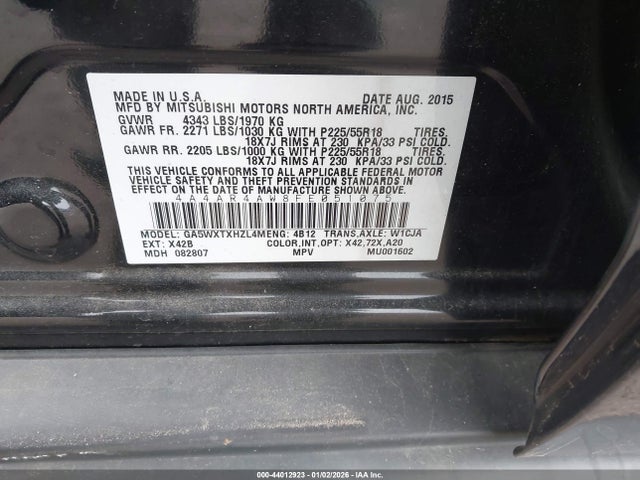 MADE IN U.S.A. DATE AUG. 2015
MFD BY MITSUBISHI MOTORS NORTH AMERICA, INC.
GVWR 4343 LBS/1970 KG
GAWR FR. 2271 LBS/1030 KG WITH P225/55R18 TIRES.
18X7J RIMS AT 230 KPA/33 PSI COLD.
GAWR RR. 2205 LBS/1000 KG WITH P225/55R18 TIRES.
18X7J RIMS AT 230 KPA/33 PSI COLD.
THIS VEHICLE CONFORMS TO ALL APPLICABLE FEDERAL MOTOR
VEHICLE SAFETY AND THEFT PREVENTION STANDARDS IN
EFFECT ON THE DATE OF MANUFACTURE SHOWN ABOVE.
4A4AR4AW8FE051075
MODEL: GA5WXTXHZL4MENG: 4B12 TRANS,AXLE: W1CJA
EXT: X42B COLOR,INT,OPT: X42,72X,A20
MDH 082807 MPV MU001602
000-44012923 - 01/02/2026 - COPART, INC.